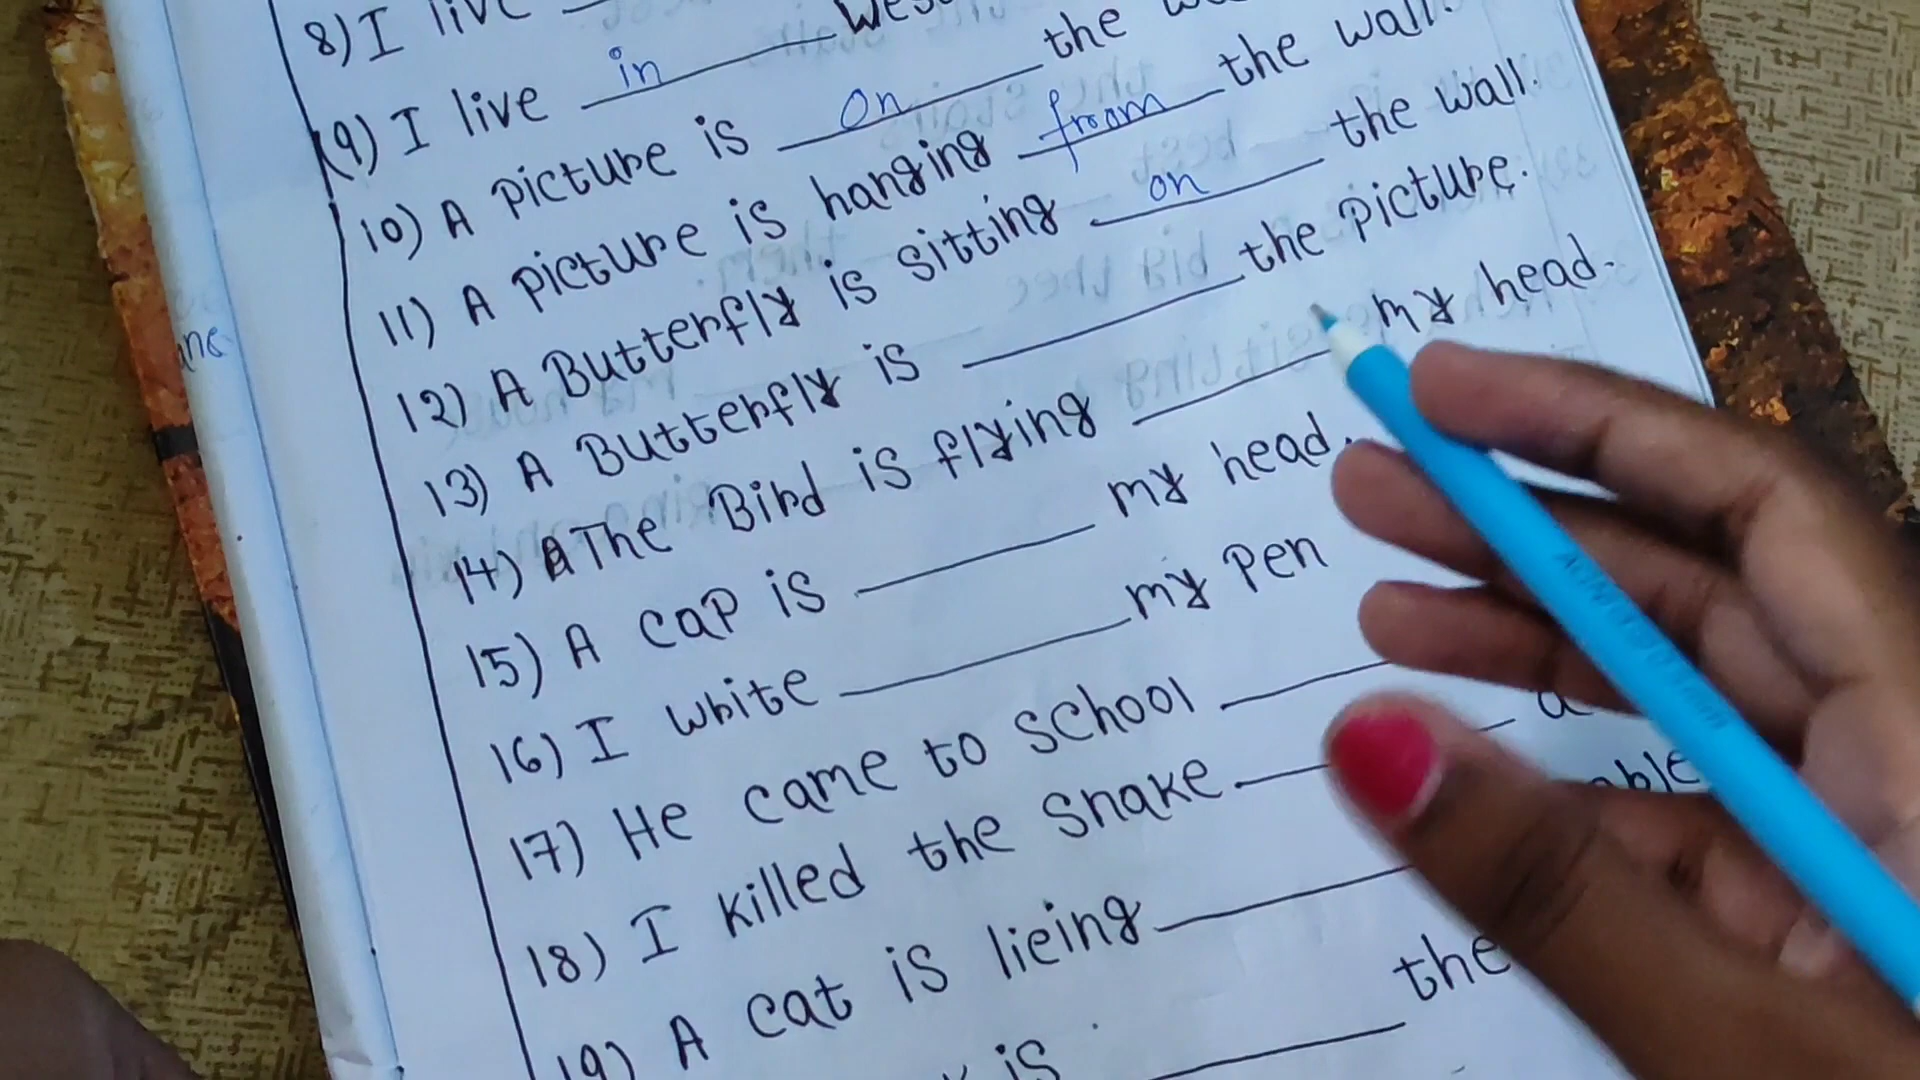 8) I live
(9) I live in Wes
10) A Picture is on the
11) A Picture is hanging from the wall.
12) A Butterfly is sitting on the wall.
13) A Butterfly is the Picture.
14) The Bird is flying my head.
15) A cap is my head.
16) I write my Pen
17) He came to School
18) I killed the Snake a
19) A cat is lieing
is the